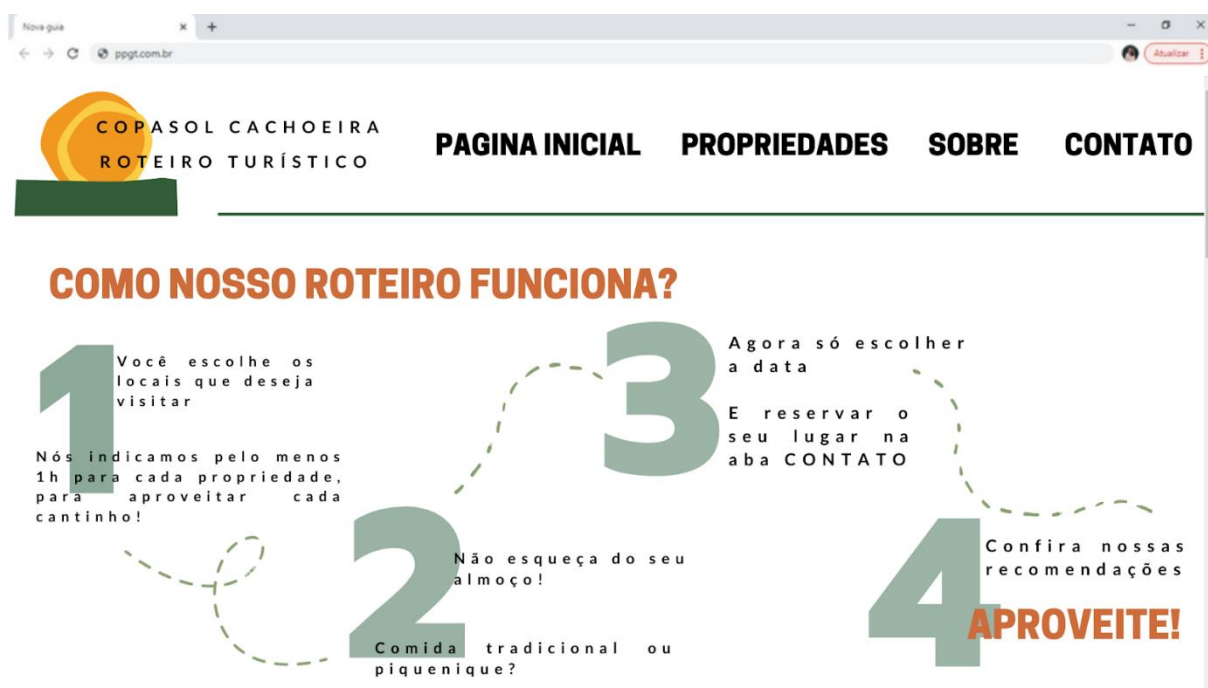 Nova guia
ppgt.com.br
Atualizar
COPASOL CACHOEIRA
ROTEIRO TURÍSTICO
PAGINA INICIAL PROPRIEDADES SOBRE CONTATO
COMO NOSSO ROTEIRO FUNCIONA?
1
Você escolhe os
locais que deseja
visitar
Nós indicamos pelo menos
1h para cada propriedade,
para aproveitar cada
cantinho!
2
Não esqueça do seu
almoço!
Comida tradicional ou
piquenique?
3
Agora só escolher
a data
E reservar o
seu lugar na
aba CONTATO
4
Confira nossas
recomendações
APROVEITE!